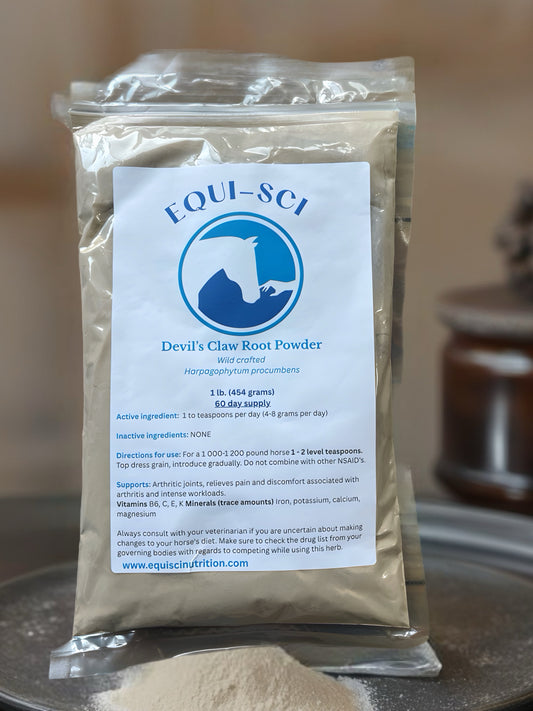 EQUI-SCI
Devil's Claw Root Powder
Wild crafted
Harpagophytum procumbens
1 lb. (454 grams)
60 day supply
Active ingredient: 1 to teaspoons per day (4-8 grams per day)
Inactive ingredients: NONE
Directions for use: For a 1 000-1 200 pound horse 1 - 2 level teaspoons.
Top dress grain, introduce gradually. Do not combine with other NSAID's.
Supports: Arthritic joints, relieves pain and discomfort associated with
arthritis and intense workloads.
Vitamins B6, C, E, K Minerals (trace amounts) Iron, potassium, calcium,
magnesium
Always consult with your veterinarian if you are uncertain about making
changes to your horse's diet. Make sure to check the drug list from your
governing bodies with regards to competing while using this herb.
www.equiscinutrition.com